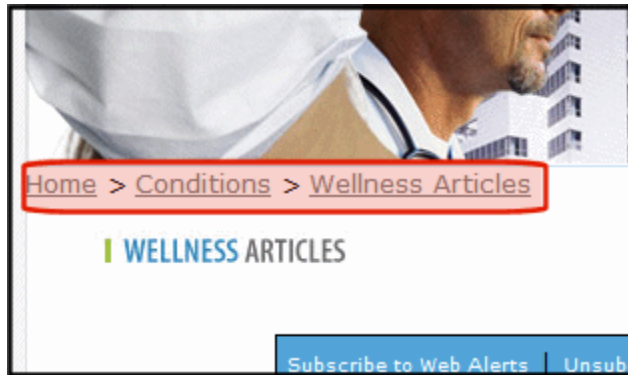 Home > Conditions > Wellness Articles
WELLNESS ARTICLES
Subscribe to Web Alerts | Unsub